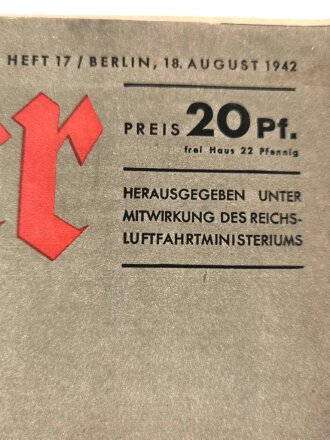 HEFT 17 / BERLIN, 18. AUGUST 1942
er
PREIS 20 Pf.
frei Haus 22 Pfennig
HERAUSGEGEBEN UNTER
MITWIRKUNG DES REICHS-
LUFTFAHRTMINISTERIUMS